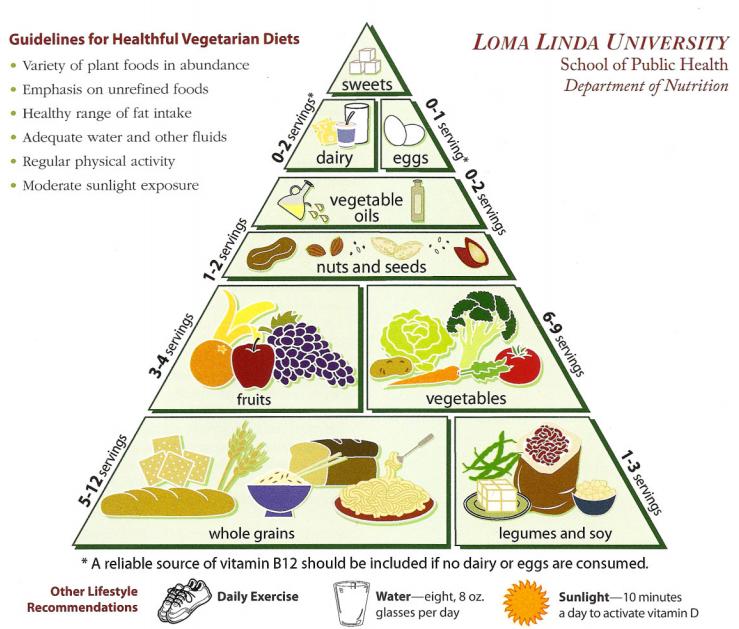 Guidelines for Healthful Vegetarian Diets
• Variety of plant foods in abundance
• Emphasis on unrefined foods
• Healthy range of fat intake
• Adequate water and other fluids
• Regular physical activity
• Moderate sunlight exposure
LOMA LINDA UNIVERSITY
School of Public Health
Department of Nutrition
sweets
0-2 servings*
dairy
eggs
0-1 serving*
vegetable
oils
0-2 servings
1-2 servings
nuts and seeds
3-4 servings
fruits
vegetables
6-9 servings
5-12 servings
whole grains
legumes and soy
1-3 servings
* A reliable source of vitamin B12 should be included if no dairy or eggs are consumed.
Other Lifestyle
Recommendations
Daily Exercise
Water—eight, 8 oz.
glasses per day
Sunlight—10 minutes
a day to activate vitamin D